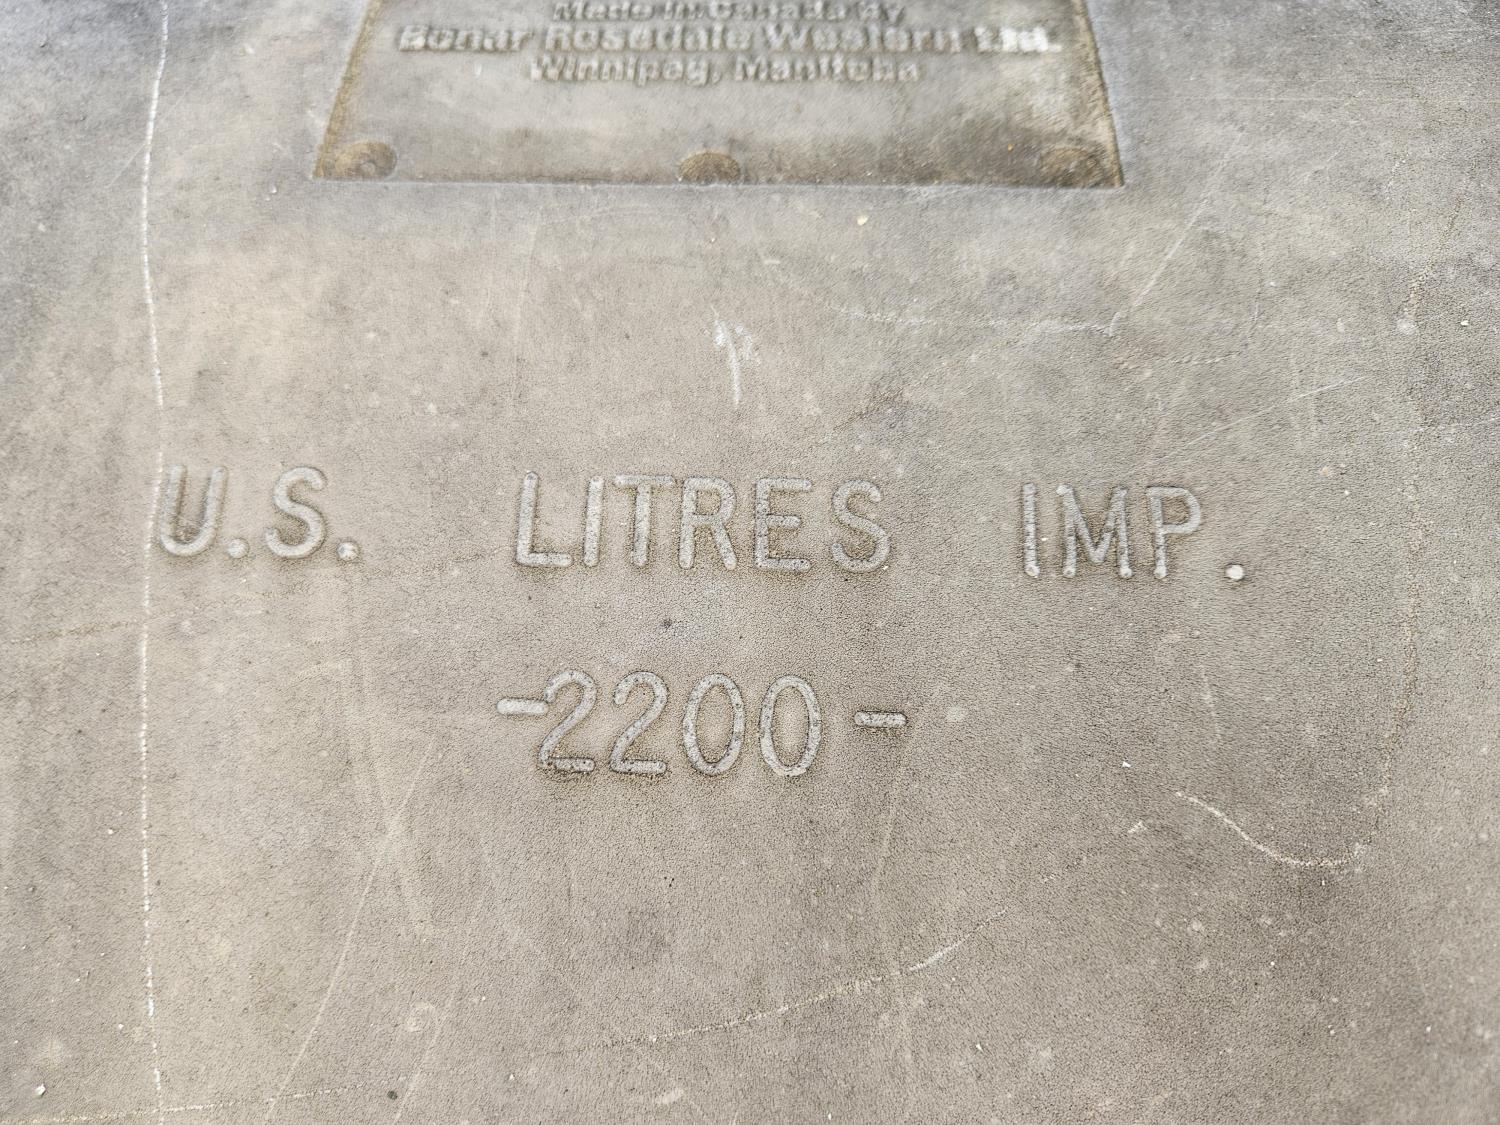 Made in Canada by
Bonar Rosedale Western Ltd.
Winnipeg, Manitoba
U.S. LITRES IMP.
-2200-